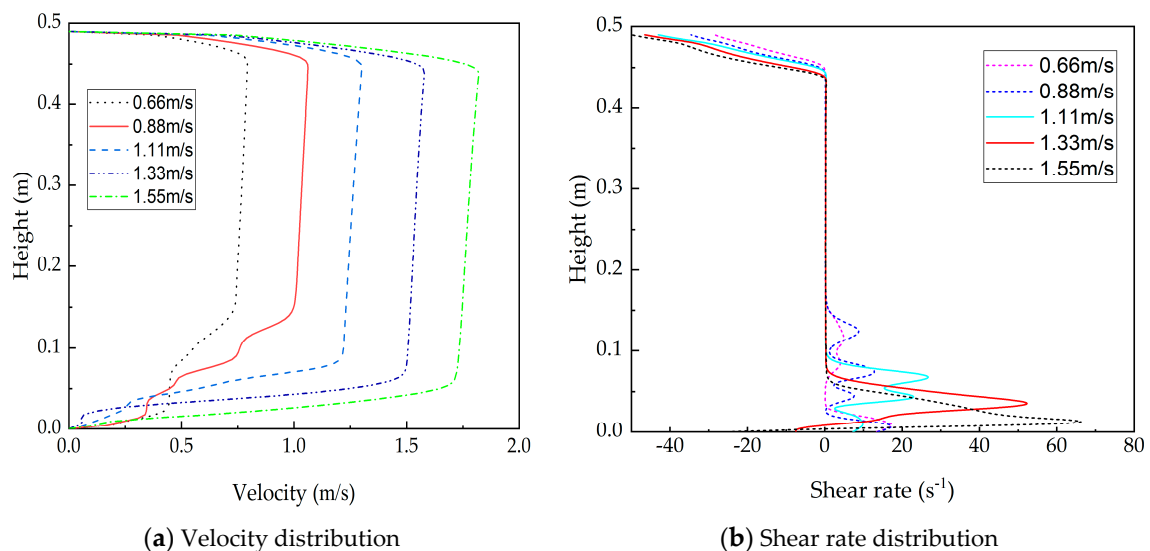 0.5
0.4
0.3
0.2
0.1
0.0
Height (m)
0.66m/s
0.88m/s
1.11m/s
1.33m/s
1.55m/s
0.0
0.5
1.0
1.5
2.0
Velocity (m/s)
(a) Velocity distribution
0.5
0.4
0.3
0.2
0.1
0.0
Height (m)
0.66m/s
0.88m/s
1.11m/s
1.33m/s
1.55m/s
-40
-20
0
20
40
60
80
Shear rate (s⁻¹)
(b) Shear rate distribution